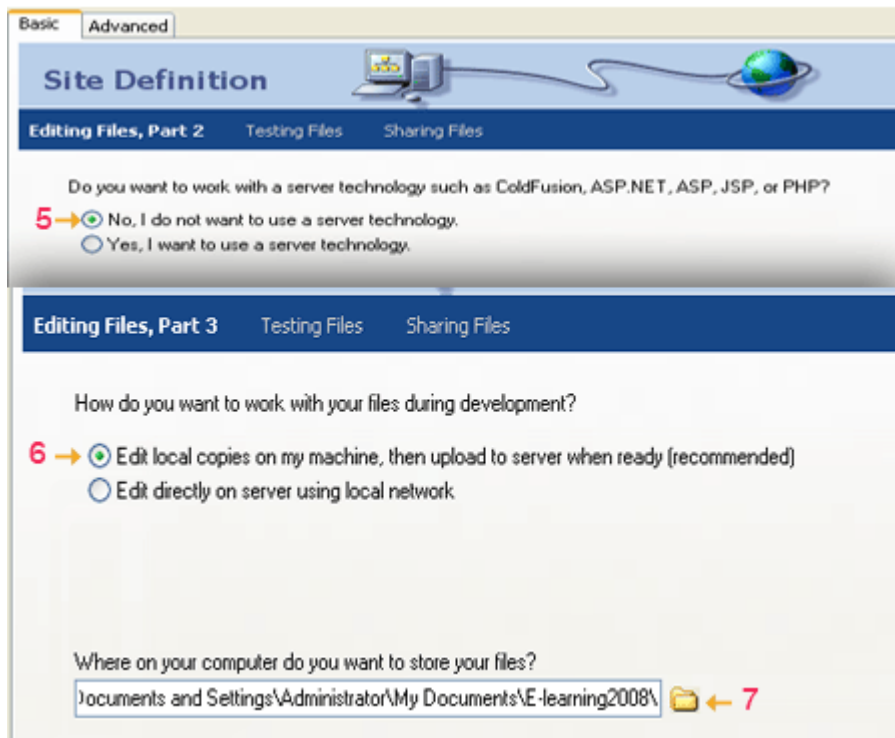 Basic Advanced
Site Definition
Editing Files, Part 2 Testing Files Sharing Files
Do you want to work with a server technology such as ColdFusion, ASP.NET, ASP, JSP, or PHP?
5 No, I do not want to use a server technology.
Yes, I want to use a server technology.
Editing Files, Part 3 Testing Files Sharing Files
How do you want to work with your files during development?
6 Edit local copies on my machine, then upload to server when ready (recommended)
Edit directly on server using local network
Where on your computer do you want to store your files?
Documents and Settings\Administrator\My Documents\E-learning2008\ 7